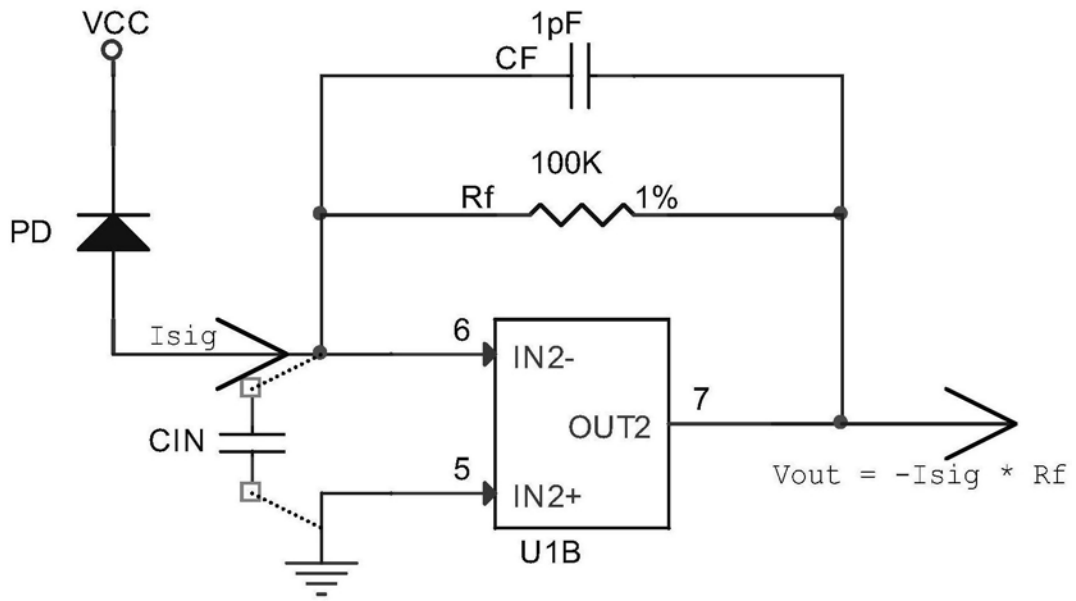 VCC
1pF
CF
100K
Rf
1%
PD
Isig
6
IN2-
7
OUT2
CIN
5
IN2+
Vout = -Isig * Rf
U1B